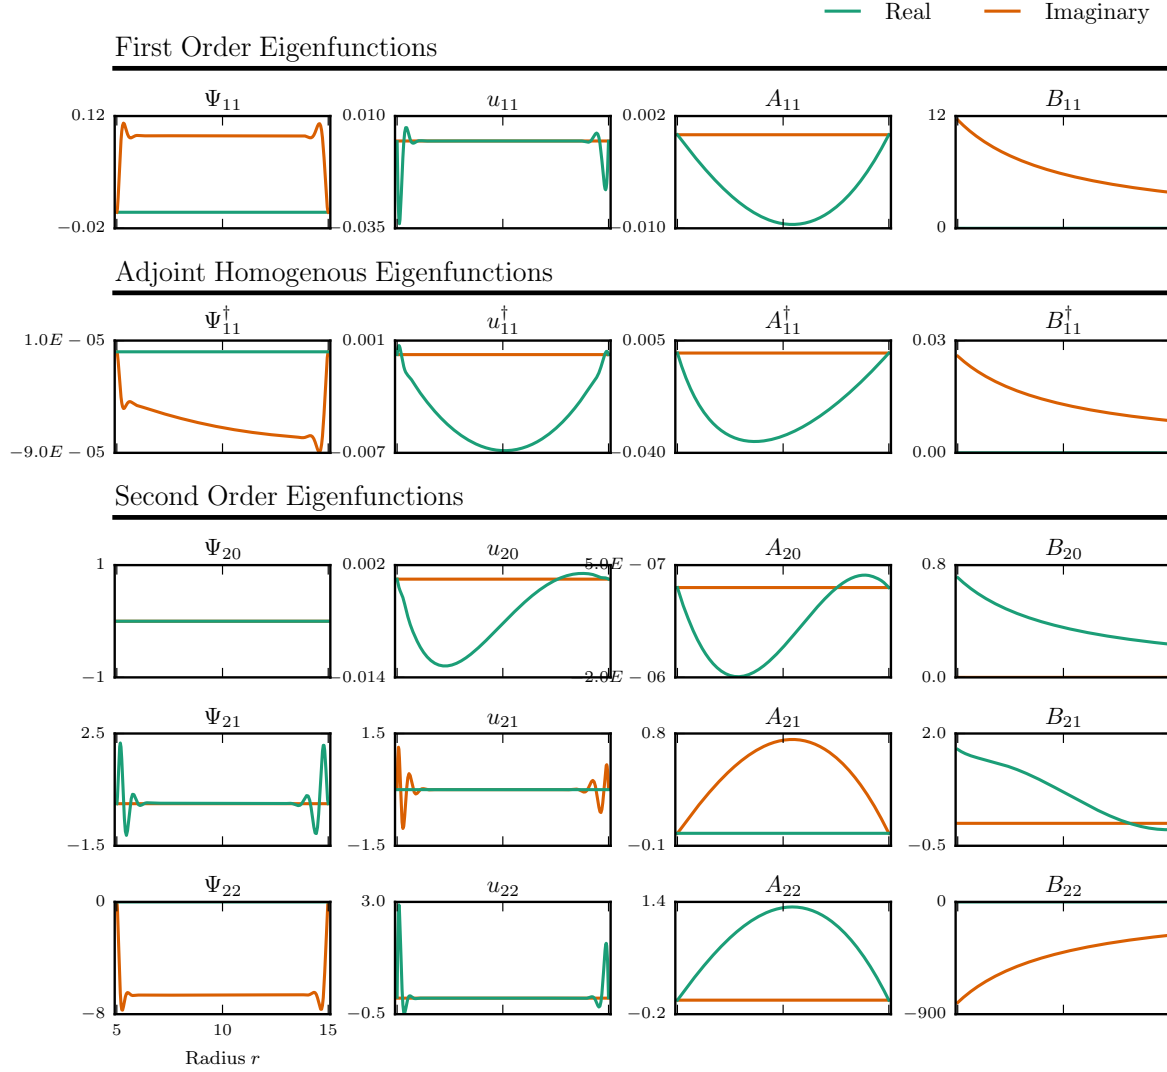 Real Imaginary
First Order Eigenfunctions
Ψ11 u11 A11 B11
0.12 0.010 0.002 12
−0.02 −0.035 −0.010 0
Adjoint Homogenous Eigenfunctions
Ψ†11 u†11 A†11 B†11
1.0E − 05 0.001 0.005 0.03
−9.0E − 05 −0.007 −0.040 0.00
Second Order Eigenfunctions
Ψ20 u20 A20 B20
1 0.002 5.0E − 07 0.8
−1 −0.014 2.0E − 06 0.0
Ψ21 u21 A21 B21
2.5 1.5 0.8 2.0
−1.5 −1.5 −0.1 −0.5
Ψ22 u22 A22 B22
0 3.0 1.4 0
−8 −0.5 −0.2 −900
5 10 15
Radius r